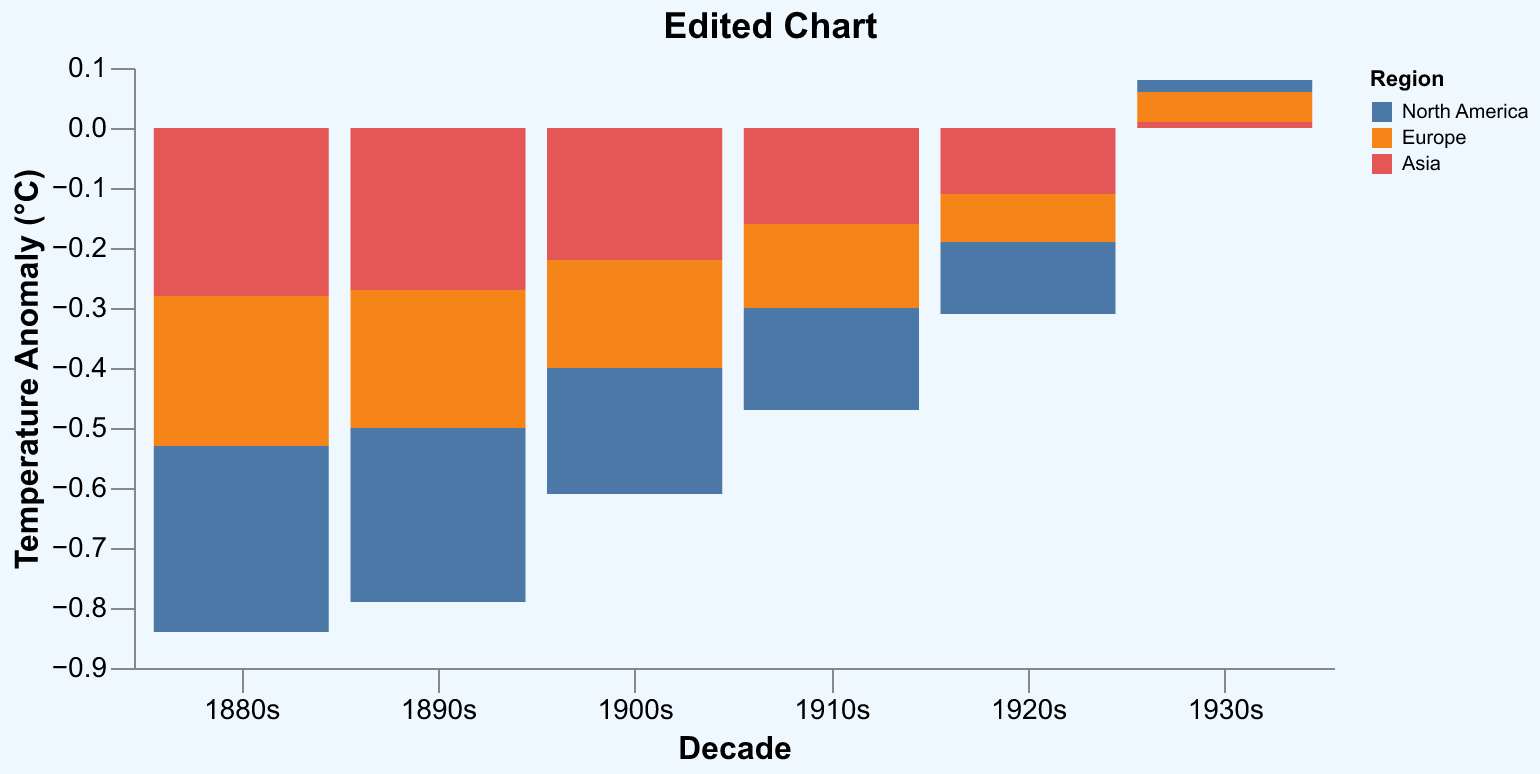 Edited Chart
0.1
0.0
−0.1
−0.2
−0.3
−0.4
−0.5
−0.6
−0.7
−0.8
−0.9
Temperature Anomaly (°C)
1880s 1890s 1900s 1910s 1920s 1930s
Decade
Region
North America
Europe
Asia